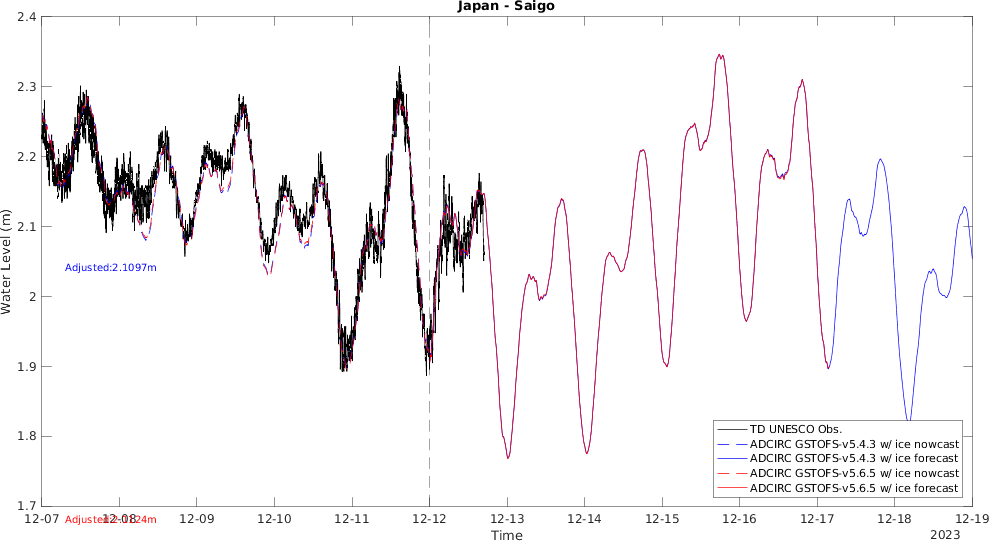 Japan - Saigo
2.4
2.3
2.2
2.1
2
1.9
1.8
1.7
Water Level (m)
Adjusted:2.1097m
TD UNESCO Obs.
ADCIRC GSTOFS-v5.4.3 w/ ice nowcast
ADCIRC GSTOFS-v5.4.3 w/ ice forecast
ADCIRC GSTOFS-v5.6.5 w/ ice nowcast
ADCIRC GSTOFS-v5.6.5 w/ ice forecast
12-07 12-08 12-09 12-10 12-11 12-12 12-13 12-14 12-15 12-16 12-17 12-18 12-19
Time
2023